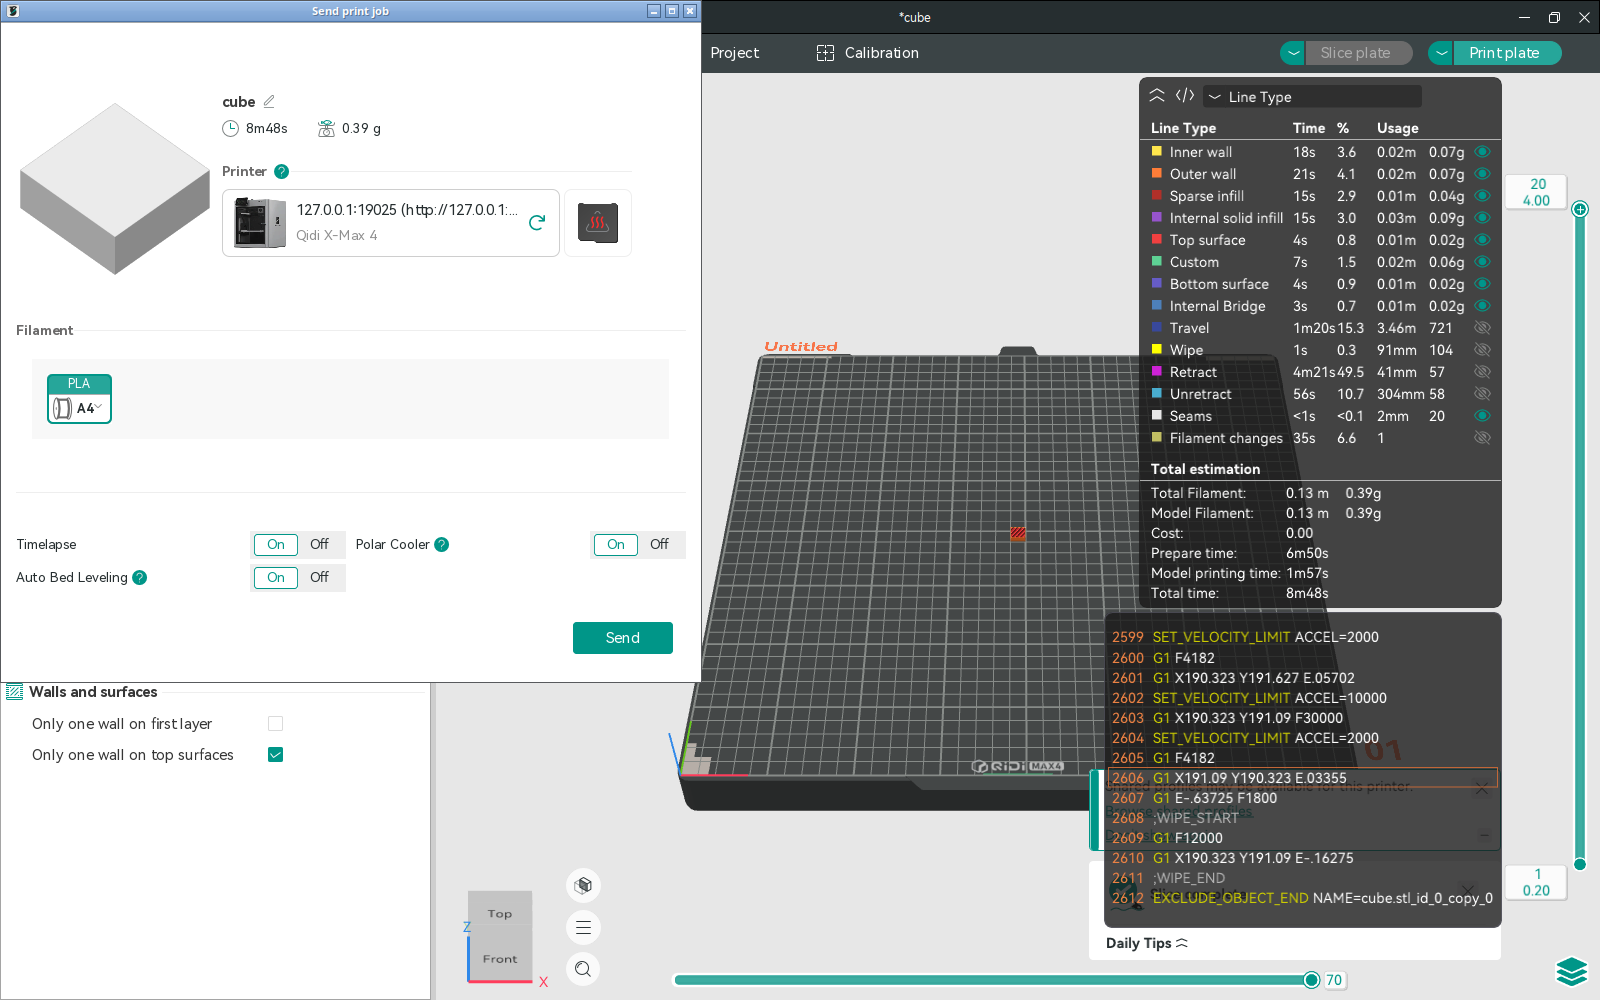 Send print job
*cube
Project
Calibration
Slice plate
Print plate
cube
8m48s
0.39 g
Printer
?
127.0.0.1:19025 (http://127.0.0.1:...
Qidi X-Max 4
Filament
PLA
A4
Timelapse
On
Off
Polar Cooler
?
On
Off
Auto Bed Leveling
?
On
Off
Send
Walls and surfaces
Only one wall on first layer
Only one wall on top surfaces
Line Type
Line Type Time % Usage
Inner wall 18s 3.6 0.02m 0.07g
Outer wall 21s 4.1 0.02m 0.07g
Sparse infill 15s 2.9 0.01m 0.04g
Internal solid infill 15s 3.0 0.03m 0.09g
Top surface 4s 0.8 0.01m 0.02g
Custom 7s 1.5 0.02m 0.06g
Bottom surface 4s 0.9 0.01m 0.02g
Internal Bridge 3s 0.7 0.01m 0.02g
Travel 1m20s 15.3 3.46m 721
Wipe 1s 0.3 91mm 104
Retract 4m21s 49.5 41mm 57
Unretract 56s 10.7 304mm 58
Seams <1s <0.1 2mm 20
Filament changes 35s 6.6 1
Total estimation
Total Filament: 0.13 m 0.39g
Model Filament: 0.13 m 0.39g
Cost: 0.00
Prepare time: 6m50s
Model printing time: 1m57s
Total time: 8m48s
20
4.00
Untitled
QIDI MAX4
01
2599 SET_VELOCITY_LIMIT ACCEL=2000
2600 G1 F4182
2601 G1 X190.323 Y191.627 E.05702
2602 SET_VELOCITY_LIMIT ACCEL=10000
2603 G1 X190.323 Y191.09 F30000
2604 SET_VELOCITY_LIMIT ACCEL=2000
2605 G1 F4182
2606 G1 X191.09 Y190.323 E.03355
2607 G1 E-.63725 F1800
2608 ;WIPE_START
2609 G1 F12000
2610 G1 X190.323 Y191.09 E-.16275
2611 ;WIPE_END
2612 EXCLUDE_OBJECT_END NAME=cube.stl_id_0_copy_0
Shared profiles may be available for this printer.
Browse shared profiles
Daily Tips
1
0.20
Top
Front
Z
X
70